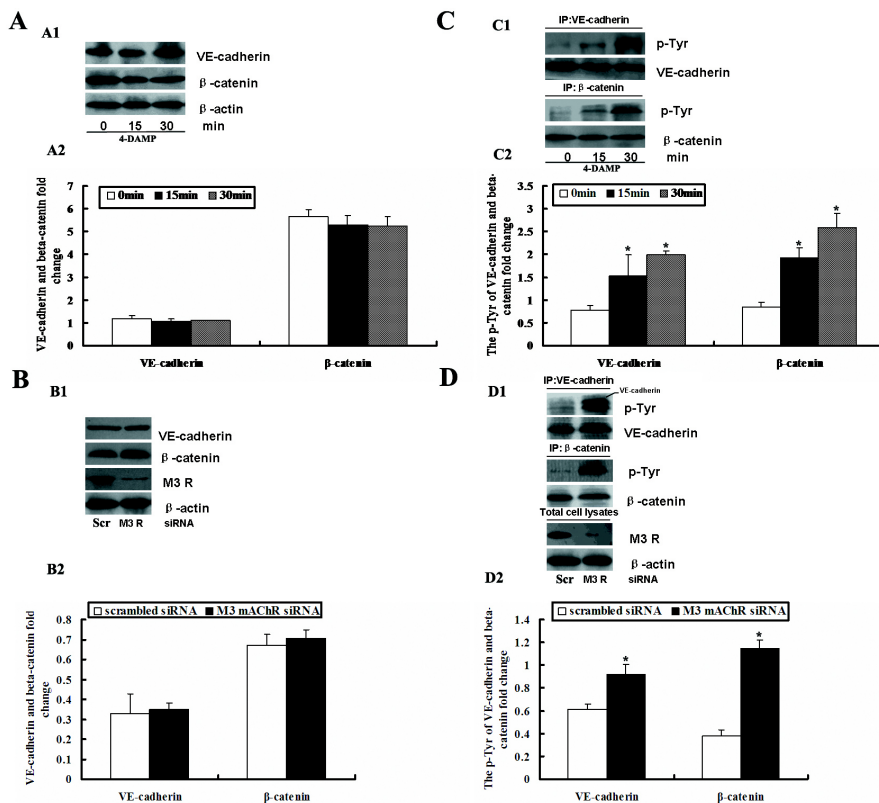 A
A1
VE-cadherin
β-catenin
β-actin
0 15 30 min
4-DAMP
A2
VE-cadherin and beta-catenin fold
change
7
6
5
4
3
2
1
0
0min 15min 30min
VE-cadherin β-catenin
B
B1
VE-cadherin
β-catenin
M3 R
β-actin
Scr M3 R siRNA
B2
VE-cadherin and beta-catenin fold
change
0.8
0.7
0.6
0.5
0.4
0.3
0.2
0.1
0
scrambled siRNA M3 mAChR siRNA
VE-cadherin β-catenin
C
C1
IP:VE-cadherin
p-Tyr
VE-cadherin
IP: β-catenin
p-Tyr
β-catenin
0 15 30 min
4-DAMP
C2
The p-Tyr of VE-cadherin and beta-
catenin fold change
3
2.5
2
1.5
1
0.5
0
0min 15min 30min
* * * *
VE-cadherin β-catenin
D
D1
IP:VE-cadherin
VE-cadherin
p-Tyr
VE-cadherin
IP: β-catenin
p-Tyr
β-catenin
Total cell lysates
M3 R
β-actin
Scr M3 R siRNA
D2
The p-Tyr of VE-cadherin and beta-
catenin fold change
1.4
1.2
1
0.8
0.6
0.4
0.2
0
scrambled siRNA M3 mAChR siRNA
* *
VE-cadherin β-catenin